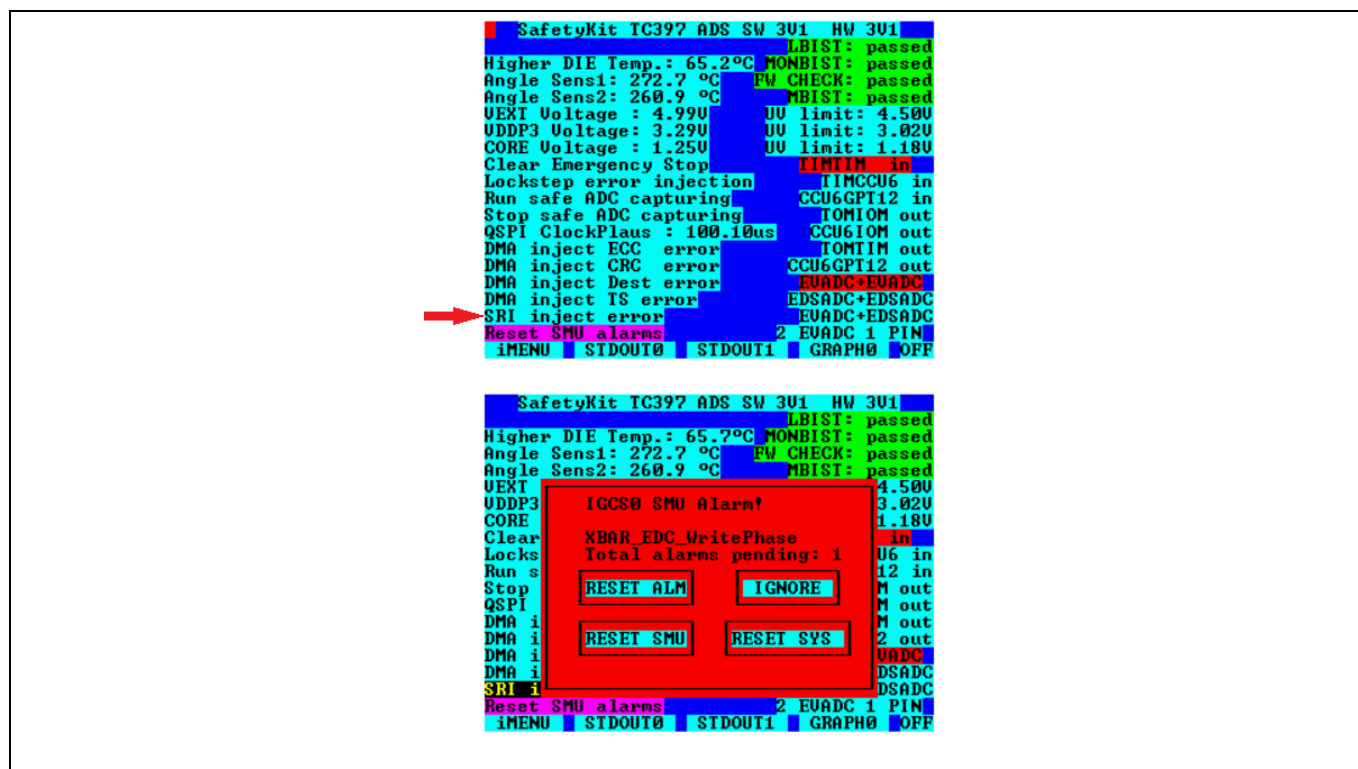 SafetyKit TC397 ADS SW 3V1 HW 3V1
LBIST: passed
Higher DIE Temp.: 65.2ºC MONBIST: passed
Angle Sens1: 272.7 ºC FW CHECK: passed
Angle Sens2: 260.9 ºC MBIST: passed
VEXT Voltage : 4.99V UV limit: 4.50V
VDDP3 Voltage: 3.29V UV limit: 3.02V
CORE Voltage : 1.25V UV limit: 1.18V
Clear Emergency Stop TIMTIM in
Lockstep error injection TIMCCU6 in
Run safe ADC capturing CCU6GPT12 in
Stop safe ADC capturing TOMIOM out
QSPI ClockPlaus : 100.10us CCU6IOM out
DMA inject ECC error TOMTIM out
DMA inject CRC error CCU6GPT12 out
DMA inject Dest error EVADC+EVADC
DMA inject TS error EDSADC+EDSADC
SRI inject error EVADC+EDSADC
Reset SMU alarms 2 EVADC 1 PIN
iMENU STDOUT0 STDOUT1 GRAPH0 OFF
SafetyKit TC397 ADS SW 3V1 HW 3V1
LBIST: passed
Higher DIE Temp.: 65.7ºC MONBIST: passed
Angle Sens1: 272.7 ºC FW CHECK: passed
Angle Sens2: 260.9 ºC MBIST: passed
VEXT 4.50V
VDDP3 IGCS0 SMU Alarm! 3.02V
CORE 1.18V
Clear XBAR_EDC_WritePhase in
Locks Total alarms pending: 1 U6 in
Run s 12 in
Stop RESET ALM IGNORE M out
QSPI M out
DMA i M out
DMA i RESET SMU RESET SYS 2 out
DMA i VADC
DMA i DSADC
SRI i DSADC
Reset SMU alarms 2 EVADC 1 PIN
iMENU STDOUT0 STDOUT1 GRAPH0 OFF